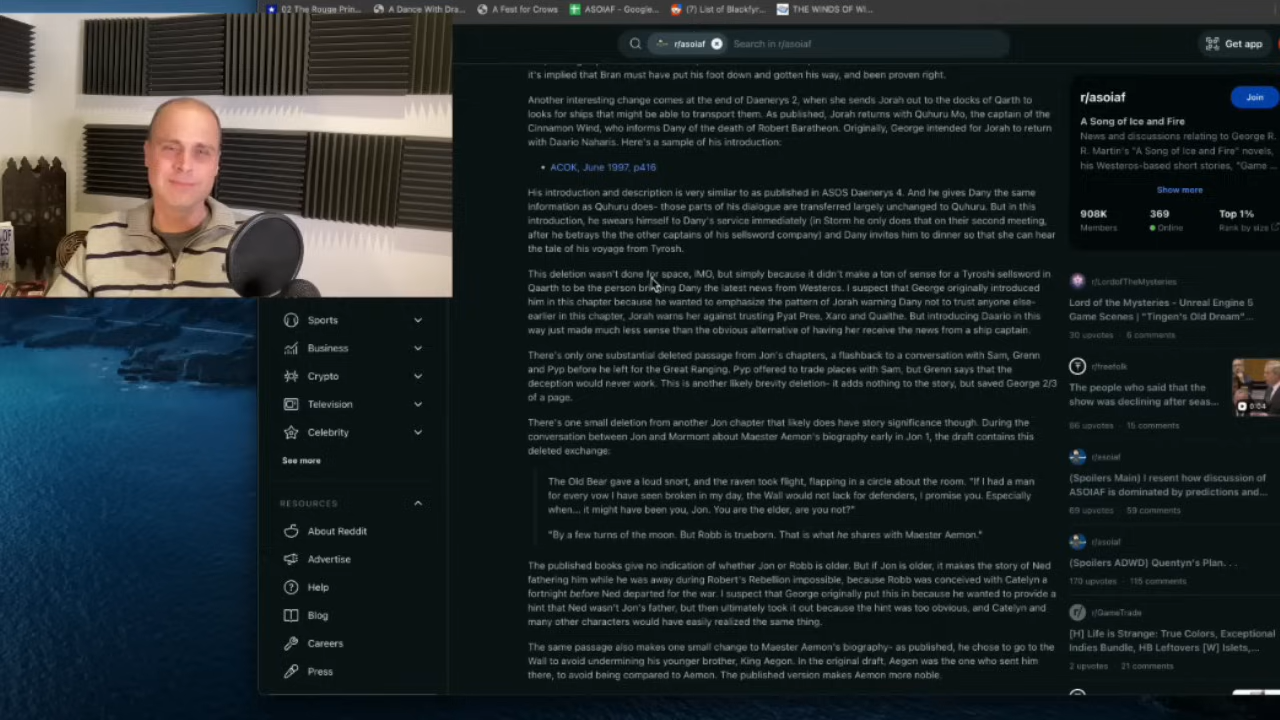 02 The Rouge Prin...
A Dance With Dra...
A Fest for Crows
ASOIAF - Google...
(7) List of Blackfyr...
THE WINDS OF WI...
r/asoiaf
Search in r/asoiaf
Get app
it's implied that Bran must have put his foot down and gotten his way, and been proven right.
Another interesting change comes at the end of Daenerys 2, when she sends Jorah out to the docks of Qarth to
looks for ships that might be able to transport them. As published, Jorah returns with Quhuru Mo, the captain of the
Cinnamon Wind, who informs Dany of the death of Robert Baratheon. Originally, George intended for Jorah to return
with Daario Naharis. Here's a sample of his introduction:
• ACOK, June 1997, p416
His introduction and description is very similar to as published in ASOS Daenerys 4. And he gives Dany the same
information as Quhuru does- those parts of his dialogue are transferred largely unchanged to Quhuru. But in this
introduction, he swears himself to Dany's service immediately (in Storm he only does that on their second meeting,
after he betrays the the other captains of his sellsword company) and Dany invites him to dinner so that she can hear
the tale of his voyage from Tyrosh.
This deletion wasn't done for space, IMO, but simply because it didn't make a ton of sense for a Tyroshi sellsword in
Qaarth to be the person bringing Dany the latest news from Westeros. I suspect that George originally introduced
him in this chapter because he wanted to emphasize the pattern of Jorah warning Dany not to trust anyone else-
earlier in this chapter, Jorah warns her against trusting Pyat Pree, Xaro and Quaithe. But introducing Daario in this
way just made much less sense than the obvious alternative of having her receive the news from a ship captain.
There's only one substantial deleted passage from Jon's chapters, a flashback to a conversation with Sam, Grenn
and Pyp before he left for the Great Ranging. Pyp offered to trade places with Sam, but Grenn says that the
deception would never work. This is another likely brevity deletion- it adds nothing to the story, but saved George 2/3
of a page.
There's one small deletion from another Jon chapter that likely does have story significance though. During the
conversation between Jon and Mormont about Maester Aemon's biography early in Jon 1, the draft contains this
deleted exchange:
The Old Bear gave a loud snort, and the raven took flight, flapping in a circle about the room. "If I had a man
for every vow I have seen broken in my day, the Wall would not lack for defenders, I promise you. Especially
when... it might have been you, Jon. You are the elder, are you not?"
"By a few turns of the moon. But Robb is trueborn. That is what he shares with Maester Aemon."
The published books give no indication of whether Jon or Robb is older. But if Jon is older, it makes the story of Ned
fathering him while he was away during Robert's Rebellion impossible, because Robb was conceived with Catelyn a
fortnight before Ned departed for the war. I suspect that George originally put this in because he wanted to provide a
hint that Ned wasn't Jon's father, but then ultimately took it out because the hint was too obvious, and Catelyn and
many other characters would have easily realized the same thing.
The same passage also makes one small change to Maester Aemon's biography- as published, he chose to go to the
Wall to avoid undermining his younger brother, King Aegon. In the original draft, Aegon was the one who sent him
there, to avoid being compared to Aemon. The published version makes Aemon more noble.
Sports
Business
Crypto
Television
Celebrity
See more
RESOURCES
About Reddit
Advertise
Help
Blog
Careers
Press
r/asoiaf
Join
A Song of Ice and Fire
News and discussions relating to George R.
R. Martin's "A Song of Ice and Fire" novels,
his Westeros-based short stories, "Game ..
Show more
908K
369
Top 1%
Members
Online
Rank by size
r/LordofTheMysteries
Lord of the Mysteries - Unreal Engine 5
Game Scenes | "Tingen's Old Dream"...
30 upvotes · 6 comments
r/freefolk
The people who said that the
show was declining after seas...
86 upvotes · 15 comments
r/asoiaf
(Spoilers Main) I resent how discussion of
ASOIAF is dominated by predictions and...
69 upvotes · 59 comments
r/asoiaf
(Spoilers ADWD) Quentyn's Plan. . .
170 upvotes · 115 comments
r/GameTrade
[H] Life is Strange: True Colors, Exceptional
Indies Bundle, HB Leftovers [W] Islets,...
2 upvotes · 21 comments